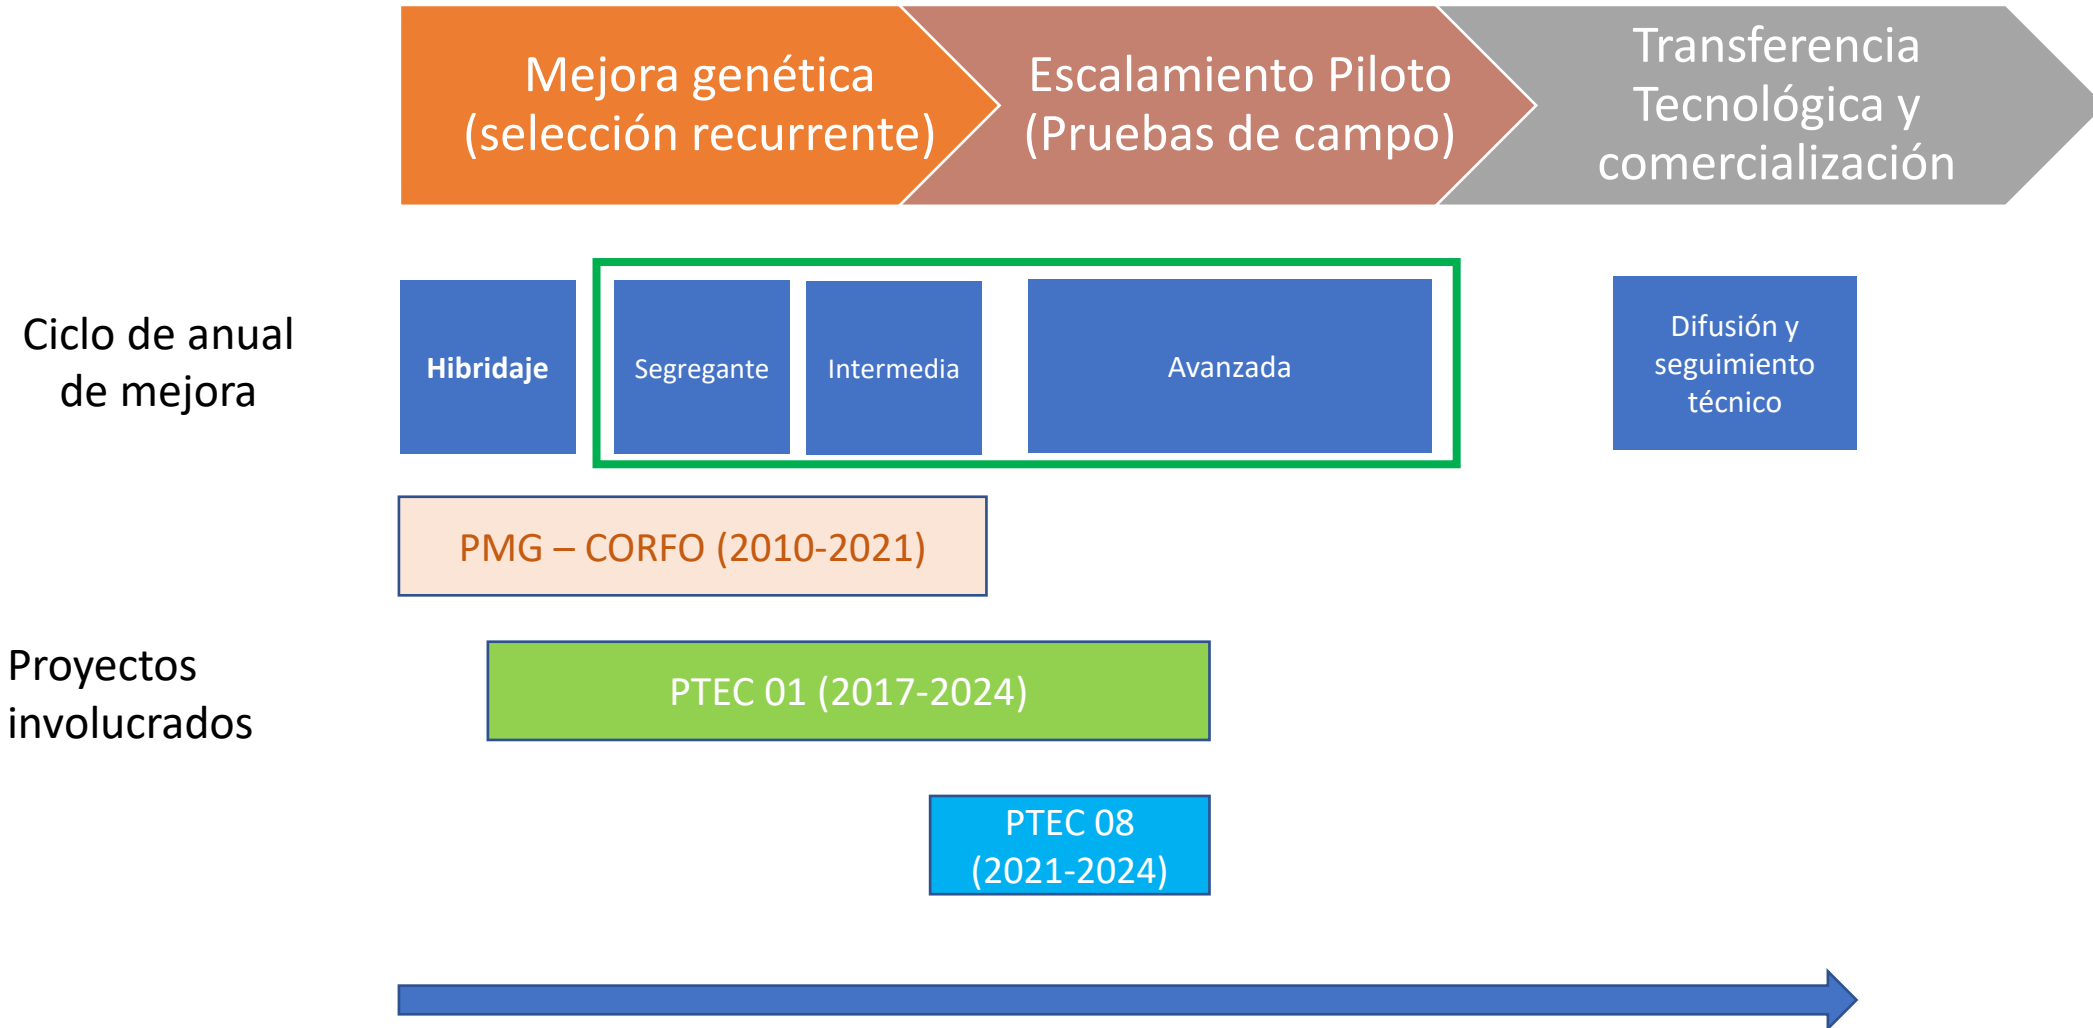 Mejora genética
(selección recurrente)
Escalamiento Piloto
(Pruebas de campo)
Transferencia
Tecnológica y
comercialización
Ciclo de anual
de mejora
Hibridaje
Segregante
Intermedia
Avanzada
Difusión y
seguimiento
técnico
PMG – CORFO (2010-2021)
Proyectos
involucrados
PTEC 01 (2017-2024)
PTEC 08
(2021-2024)